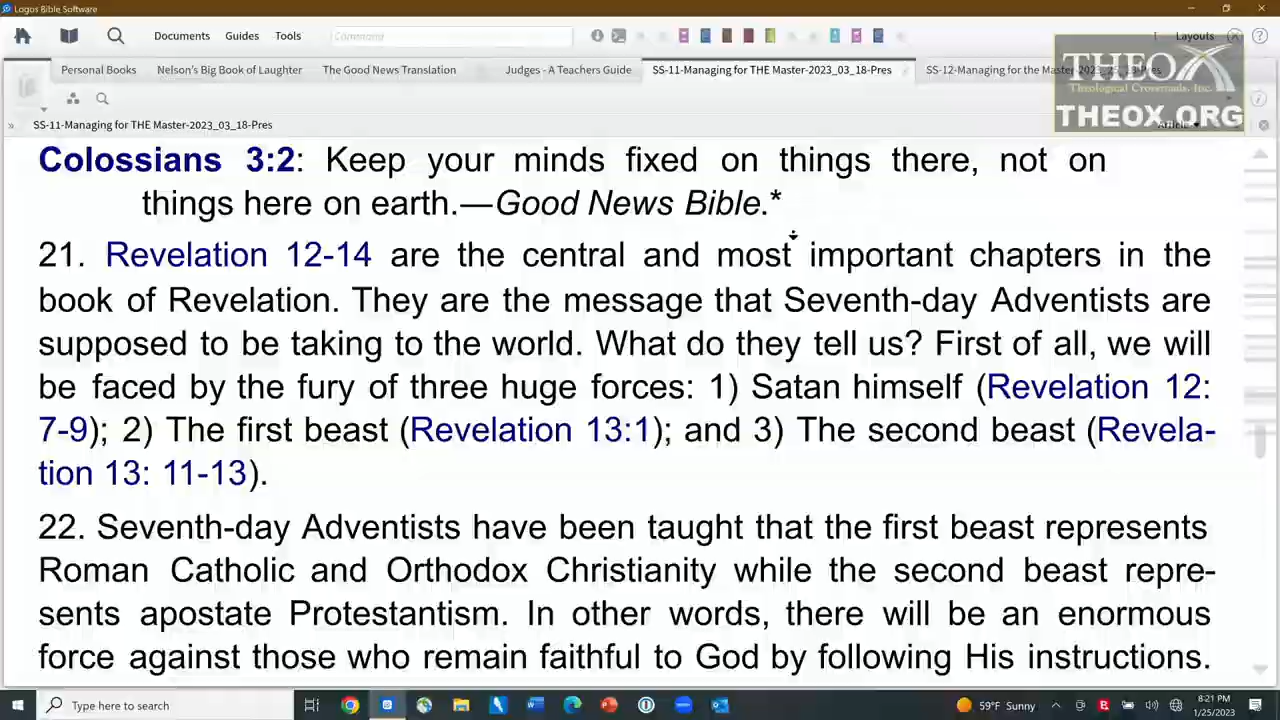 Logos Bible Software
Documents Guides Tools Command Layouts
Personal Books Nelson's Big Book of Laughter The Good News Translation Judges - A Teachers Guide SS-11-Managing for THE Master-2023_03_18-Pres SS-12-Managing for the Master
THEOX
Theological Crossroads, Inc.
THEOX.ORG
SS-11-Managing for THE Master-2023_03_18-Pres
Colossians 3:2: Keep your minds fixed on things there, not on
things here on earth.—Good News Bible.*
21. Revelation 12-14 are the central and most important chapters in the
book of Revelation. They are the message that Seventh-day Adventists are
supposed to be taking to the world. What do they tell us? First of all, we will
be faced by the fury of three huge forces: 1) Satan himself (Revelation 12:
7-9); 2) The first beast (Revelation 13:1); and 3) The second beast (Revela-
tion 13: 11-13).
22. Seventh-day Adventists have been taught that the first beast represents
Roman Catholic and Orthodox Christianity while the second beast repre-
sents apostate Protestantism. In other words, there will be an enormous
force against those who remain faithful to God by following His instructions.
Type here to search 59°F Sunny 8:21 PM
1/25/2023